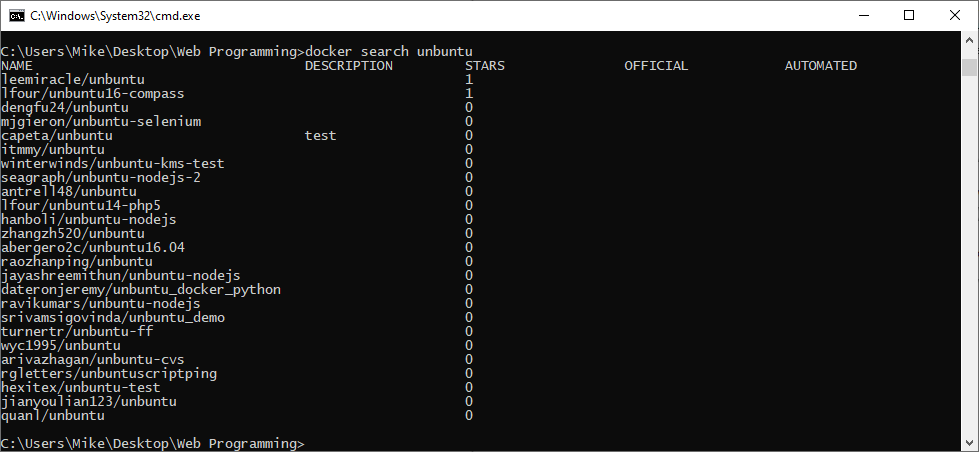 C:\Windows\System32\cmd.exe
C:\Users\Mike\Desktop\Web Programming>docker search unbuntu
NAME DESCRIPTION STARS OFFICIAL AUTOMATED
leemiracle/unbuntu 1
lfour/unbuntu16-compass 1
dengfu24/unbuntu 0
mjgieron/unbuntu-selenium 0
capeta/unbuntu test 0
itmmy/unbuntu 0
winterwinds/unbuntu-kms-test 0
seagraph/unbuntu-nodejs-2 0
antrell48/unbuntu 0
lfour/unbuntu14-php5 0
hanboli/unbuntu-nodejs 0
zhangzh520/unbuntu 0
abergero2c/unbuntu16.04 0
raozhanping/unbuntu 0
jayashreemithun/unbuntu-nodejs 0
dateronjeremy/unbuntu_docker_python 0
ravikumars/unbuntu-nodejs 0
srivamsigovinda/unbuntu_demo 0
turnertr/unbuntu-ff 0
wyc1995/unbuntu 0
arivazhagan/unbuntu-cvs 0
rgletters/unbuntuscriptping 0
hexitex/unbuntu-test 0
jianyoulian123/unbuntu 0
quanl/unbuntu 0
C:\Users\Mike\Desktop\Web Programming>